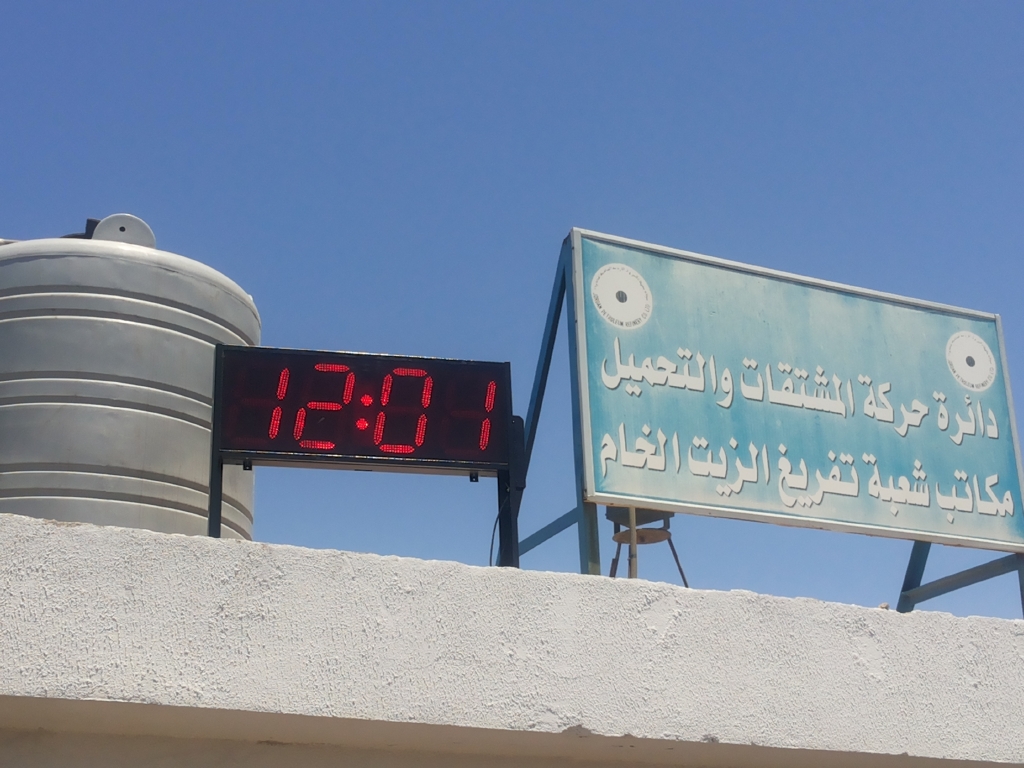 12:01
دائرة حركة المشتقات والتحميل
مكاتب شعبة تفريغ الزيت الخام